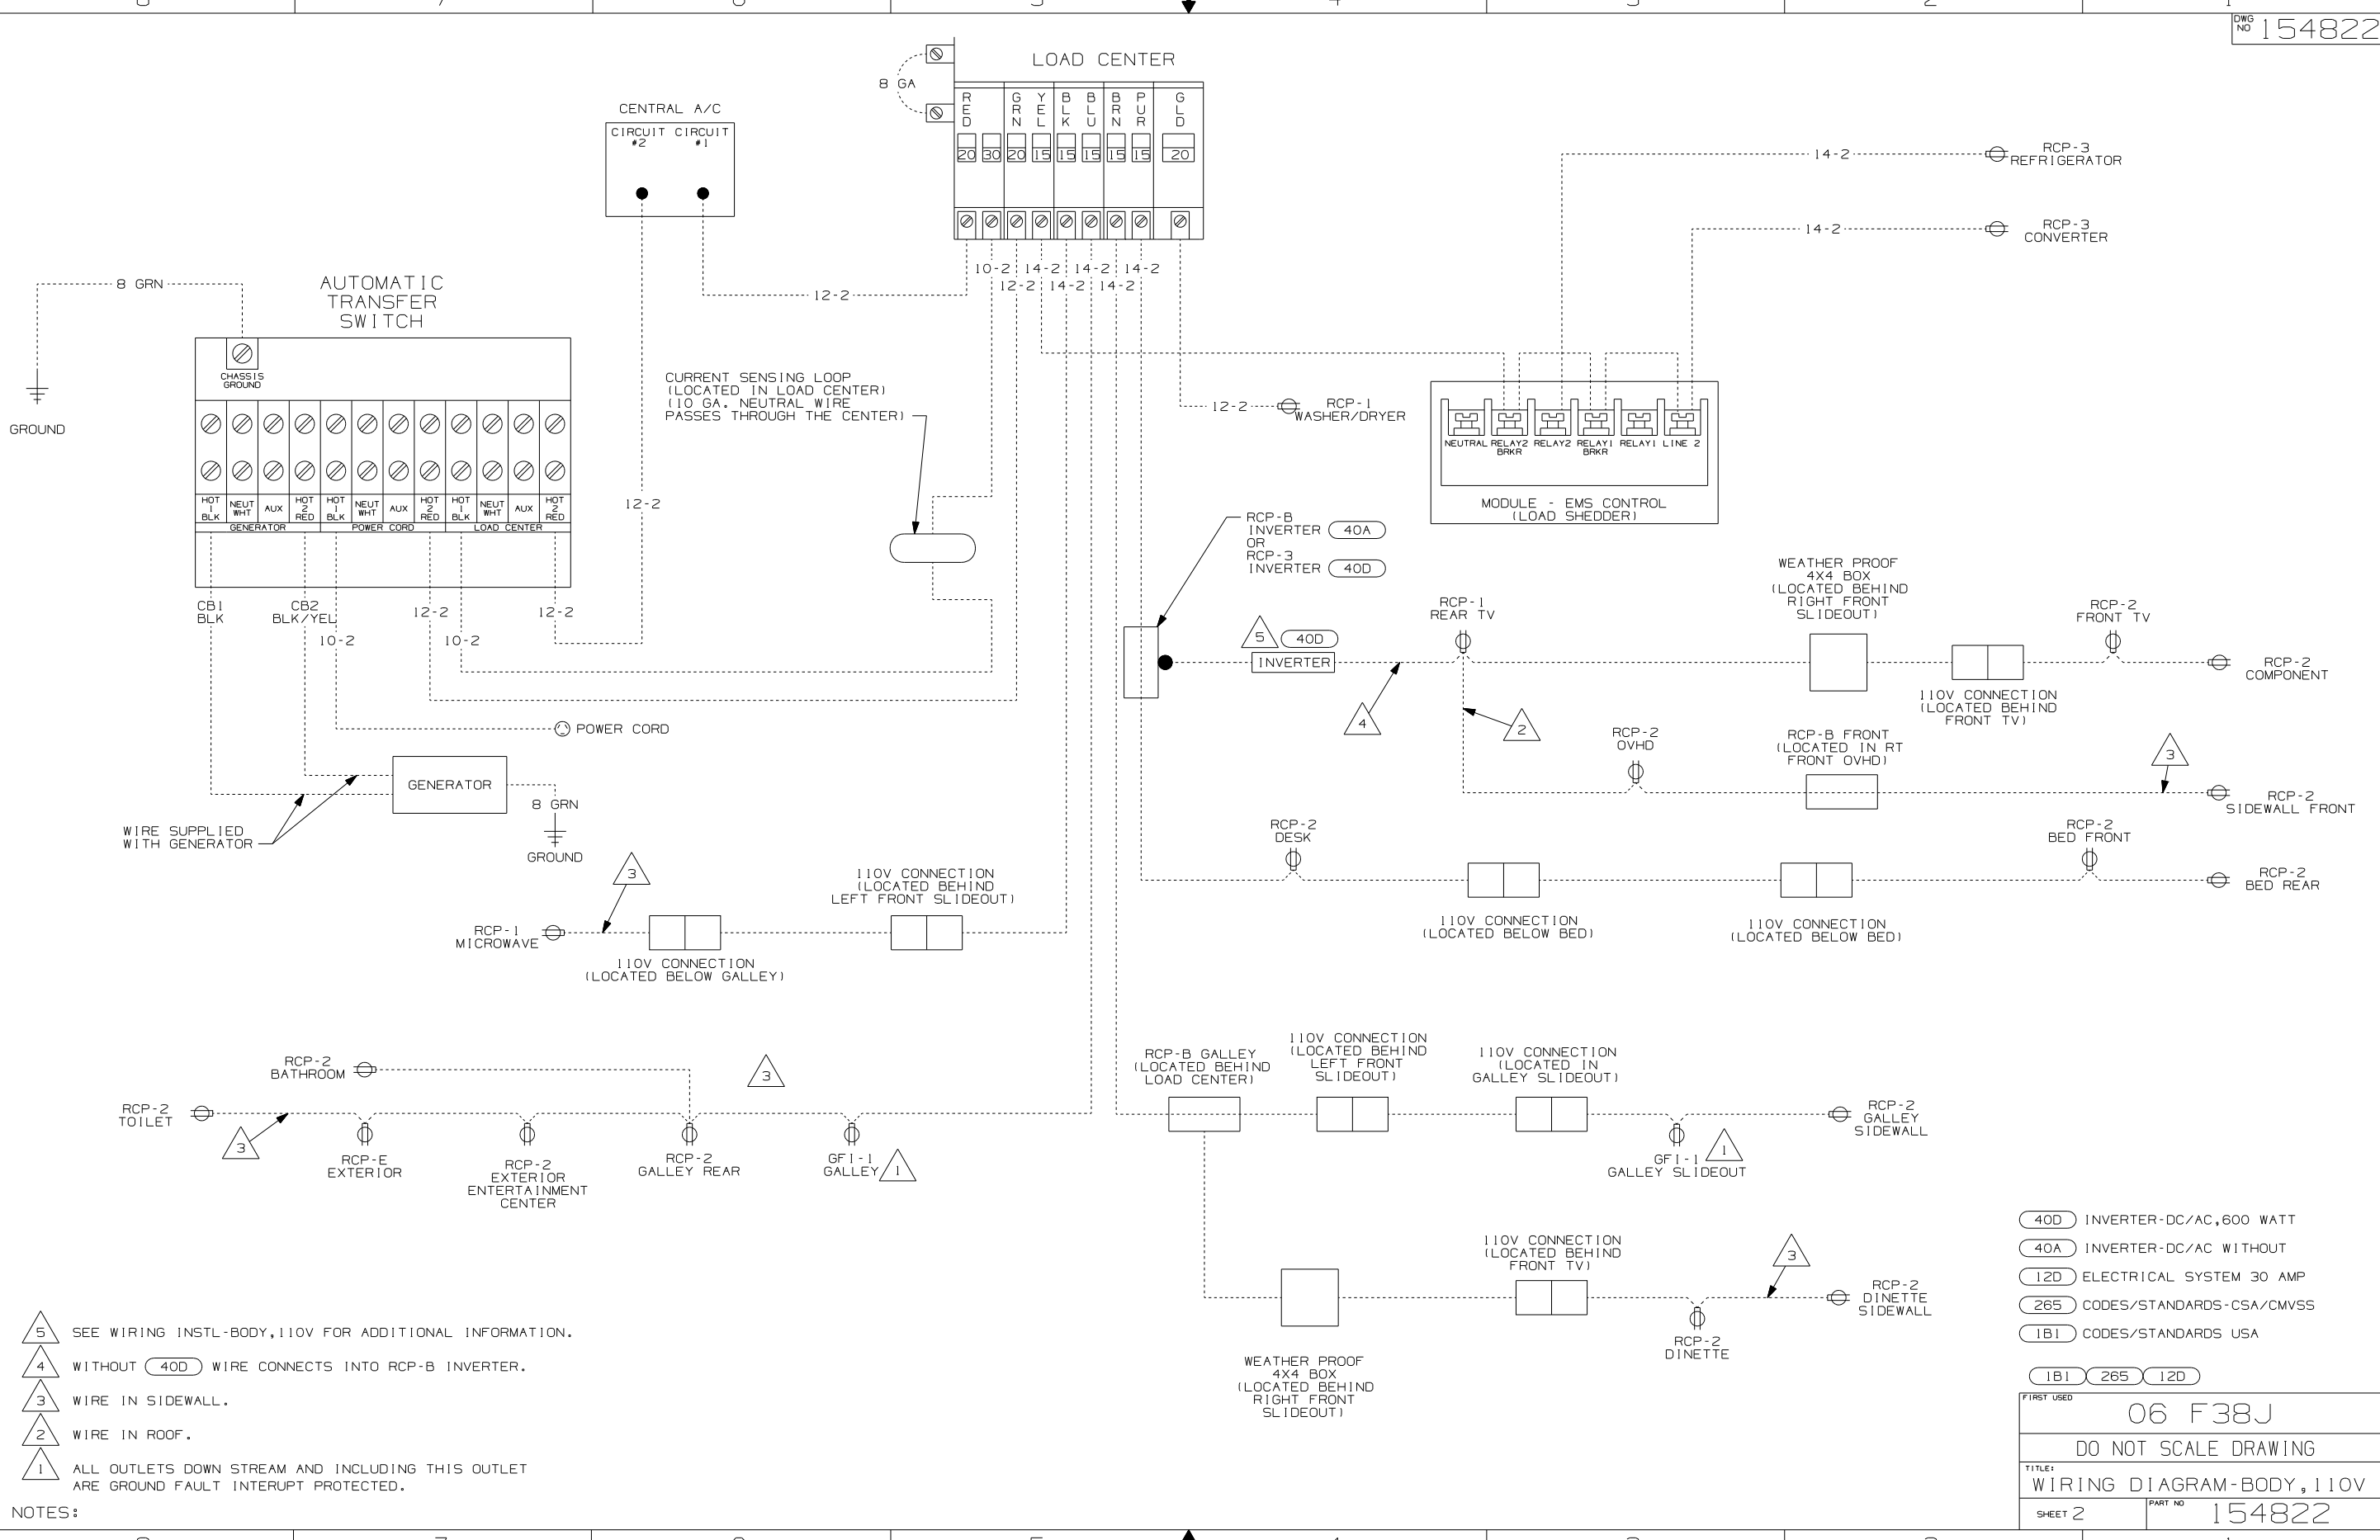 DWG NO 154822
LOAD CENTER
8 GA
RED
GRN
YEL
BLK
BLU
BRN
PUR
GLD
20 30 20 15 15 15 15 15 20
CENTRAL A/C
CIRCUIT #2
CIRCUIT #1
RCP-3
REFRIGERATOR
14-2
RCP-3
CONVERTER
14-2
10-2 14-2 14-2 14-2
12-2 14-2 14-2
12-2
8 GRN
GROUND
AUTOMATIC
TRANSFER
SWITCH
CHASSIS
GROUND
HOT 1 BLK
NEUT WHT
AUX
HOT 2 RED
HOT 1 BLK
NEUT WHT
AUX
HOT 2 RED
HOT 1 BLK
NEUT WHT
AUX
HOT 2 RED
GENERATOR
POWER CORD
LOAD CENTER
CURRENT SENSING LOOP
(LOCATED IN LOAD CENTER)
(10 GA. NEUTRAL WIRE
PASSES THROUGH THE CENTER)
12-2
RCP-1
WASHER/DRYER
12-2
NEUTRAL
RELAY2 BRKR
RELAY2
RELAY1 BRKR
RELAY1
LINE 2
MODULE - EMS CONTROL
(LOAD SHEDDER)
RCP-B
INVERTER 40A
OR
RCP-3
INVERTER 40D
CB1
BLK
CB2
BLK/YEL
10-2
12-2
10-2
12-2
5 40D
INVERTER
4
RCP-1
REAR TV
WEATHER PROOF
4X4 BOX
(LOCATED BEHIND
RIGHT FRONT
SLIDEOUT)
RCP-2
FRONT TV
RCP-2
COMPONENT
110V CONNECTION
(LOCATED BEHIND
FRONT TV)
2
RCP-2
OVHD
RCP-B FRONT
(LOCATED IN RT
FRONT OVHD)
3
RCP-2
SIDEWALL FRONT
POWER CORD
GENERATOR
8 GRN
GROUND
WIRE SUPPLIED
WITH GENERATOR
RCP-2
DESK
RCP-2
BED FRONT
RCP-2
BED REAR
110V CONNECTION
(LOCATED BELOW BED)
110V CONNECTION
(LOCATED BELOW BED)
3
110V CONNECTION
(LOCATED BEHIND
LEFT FRONT SLIDEOUT)
RCP-1
MICROWAVE
110V CONNECTION
(LOCATED BELOW GALLEY)
RCP-2
BATHROOM
3
RCP-2
TOILET
3
RCP-E
EXTERIOR
RCP-2
EXTERIOR
ENTERTAINMENT
CENTER
RCP-2
GALLEY REAR
GFI-1
GALLEY
1
RCP-B GALLEY
(LOCATED BEHIND
LOAD CENTER)
110V CONNECTION
(LOCATED BEHIND
LEFT FRONT
SLIDEOUT)
110V CONNECTION
(LOCATED IN
GALLEY SLIDEOUT)
RCP-2
GALLEY
SIDEWALL
GFI-1
GALLEY SLIDEOUT
1
110V CONNECTION
(LOCATED BEHIND
FRONT TV)
3
RCP-2
DINETTE
SIDEWALL
RCP-2
DINETTE
WEATHER PROOF
4X4 BOX
(LOCATED BEHIND
RIGHT FRONT
SLIDEOUT)
40D INVERTER-DC/AC,600 WATT
40A INVERTER-DC/AC WITHOUT
12D ELECTRICAL SYSTEM 30 AMP
265 CODES/STANDARDS-CSA/CMVSS
1B1 CODES/STANDARDS USA
1B1 265 12D
5 SEE WIRING INSTL-BODY,110V FOR ADDITIONAL INFORMATION.
4 WITHOUT 40D WIRE CONNECTS INTO RCP-B INVERTER.
3 WIRE IN SIDEWALL.
2 WIRE IN ROOF.
1 ALL OUTLETS DOWN STREAM AND INCLUDING THIS OUTLET
ARE GROUND FAULT INTERUPT PROTECTED.
NOTES:
FIRST USED
06 F38J
DO NOT SCALE DRAWING
TITLE:
WIRING DIAGRAM-BODY,110V
SHEET 2
PART NO 154822